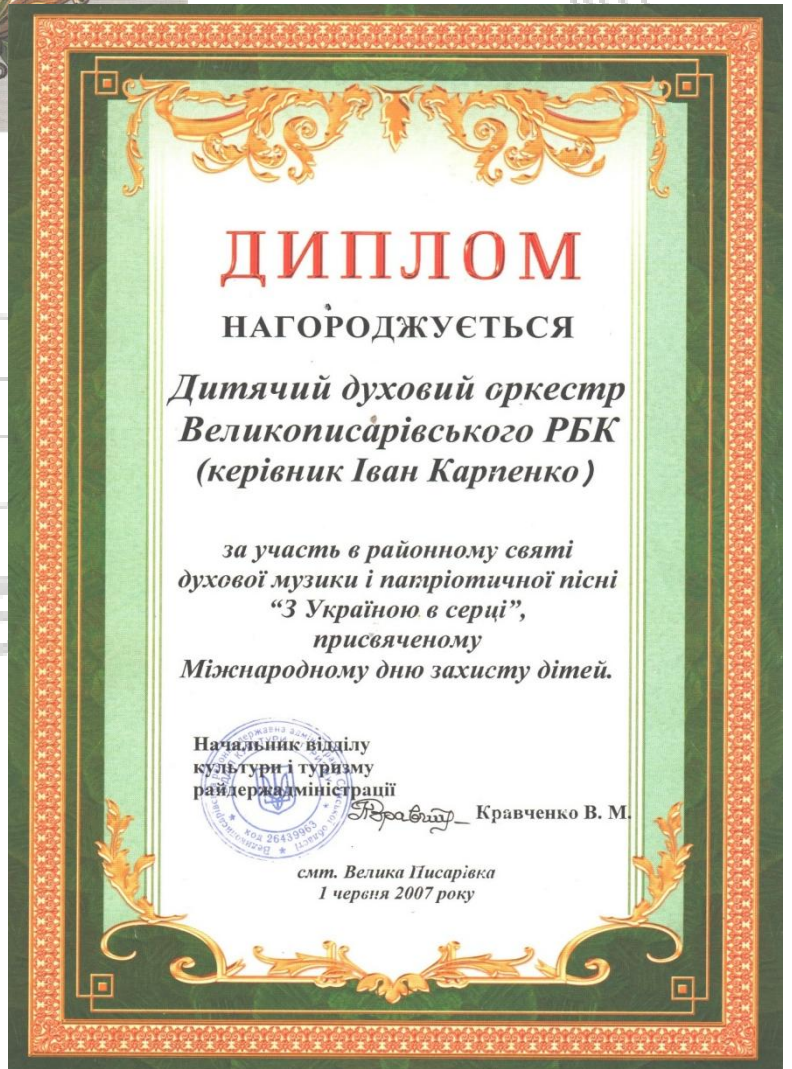 ДИПЛОМ
НАГОРОДЖУЄТЬСЯ
Дитячий духовий оркестр
Великописарівського РБК
(керівник Іван Карпенко)
за участь в районному святі
духової музики і патріотичної пісні
“З Україною в серці”,
присвяченому
Міжнародному дню захисту дітей.
Начальник відділу
культури і туризму
райдержадміністрації
Кравченко В. М.
код 26439963
смт. Велика Писарівка
1 червня 2007 року